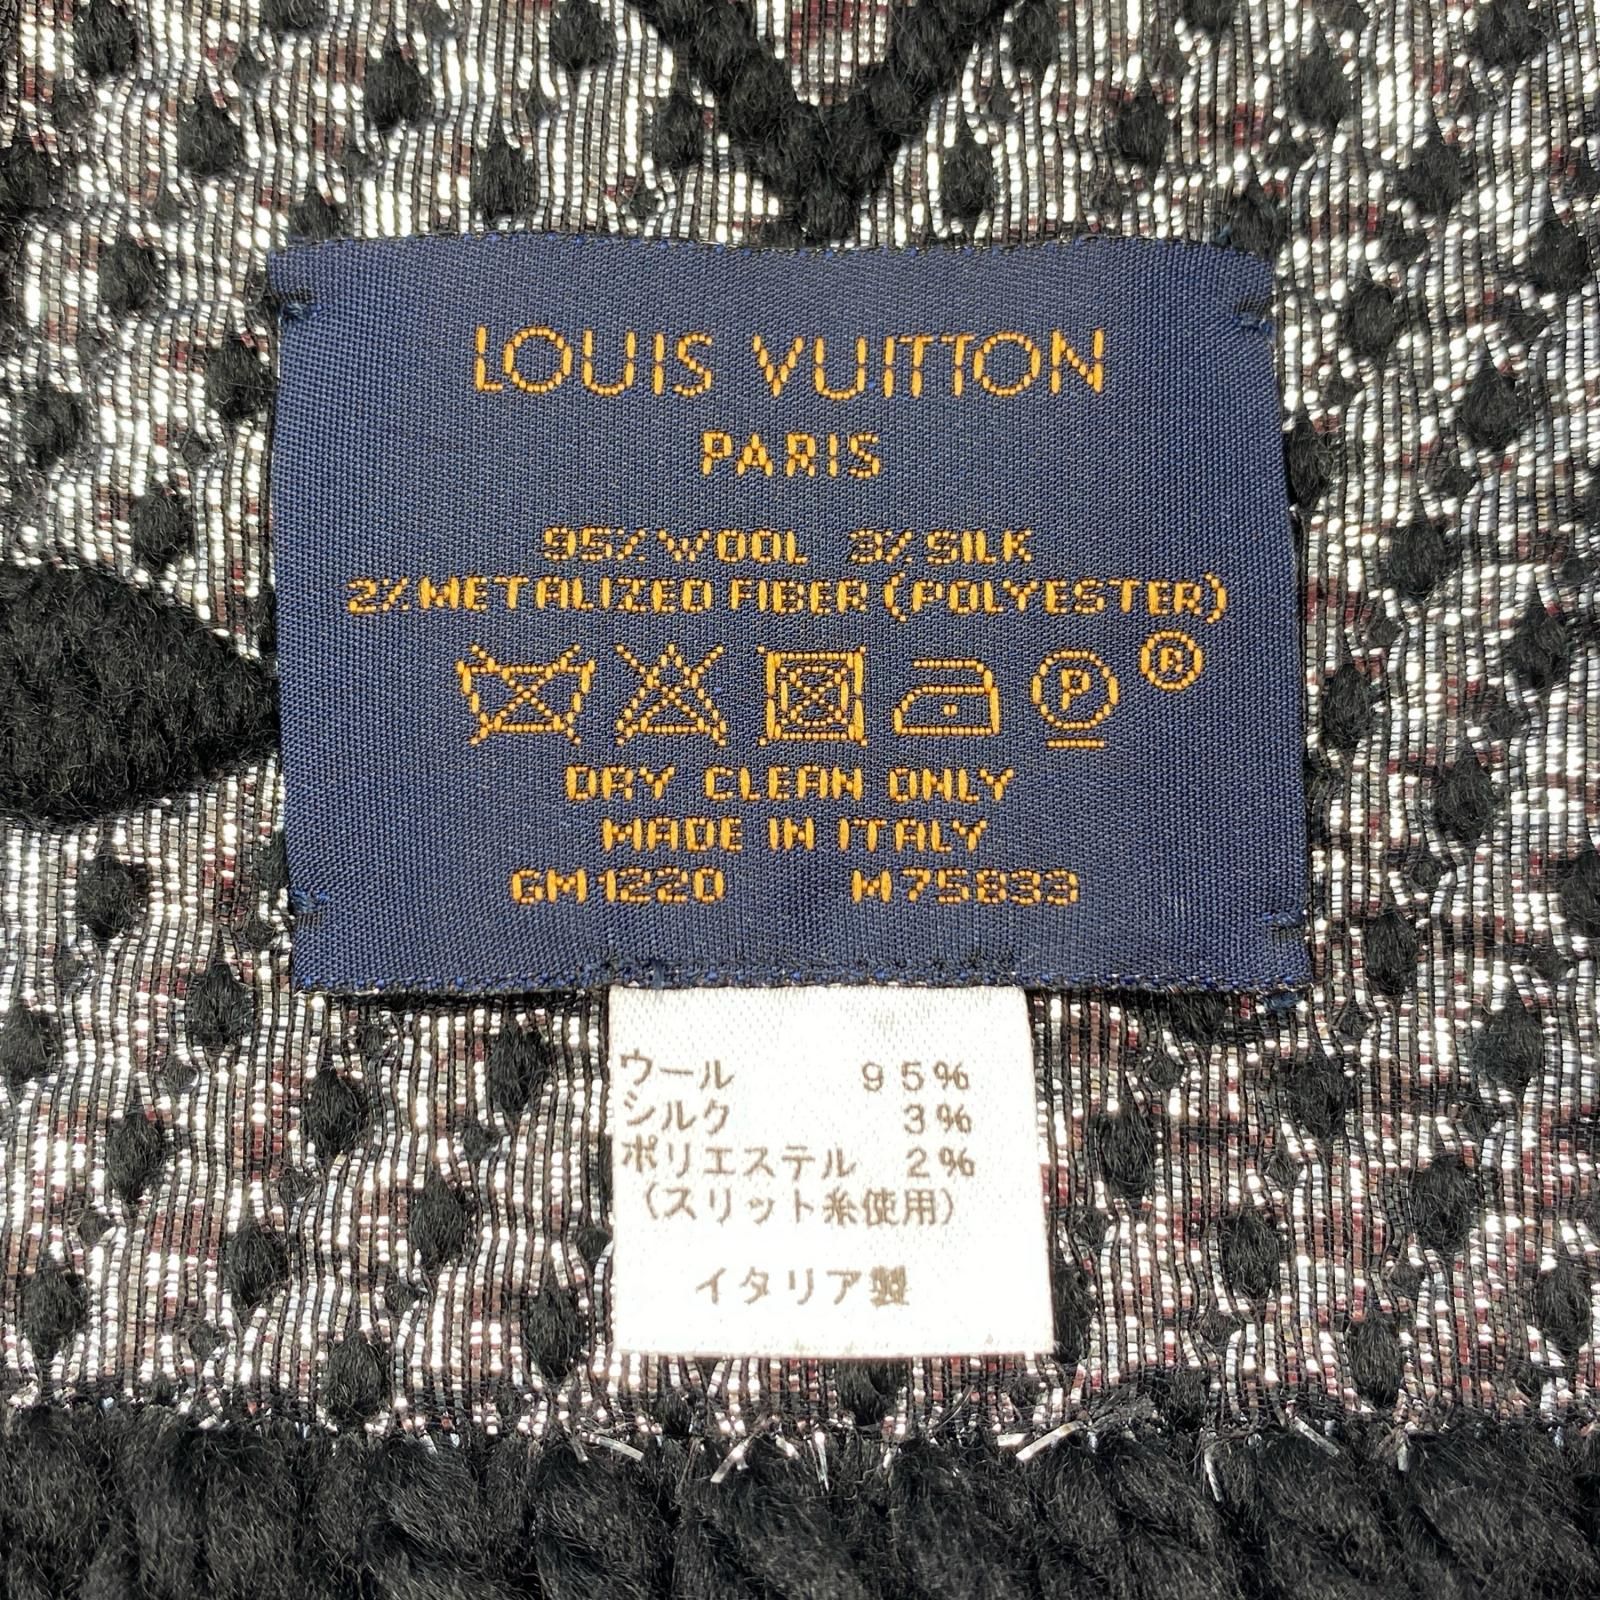 LOUIS VUITTON
PARIS
95% WOOL 3% SILK
2% METALIZED FIBER (POLYESTER)
P ®
DRY CLEAN ONLY
MADE IN ITALY
GM1220 M75833
ウール 95%
シルク 3%
ポリエステル 2%
(スリット糸使用)
イタリア製